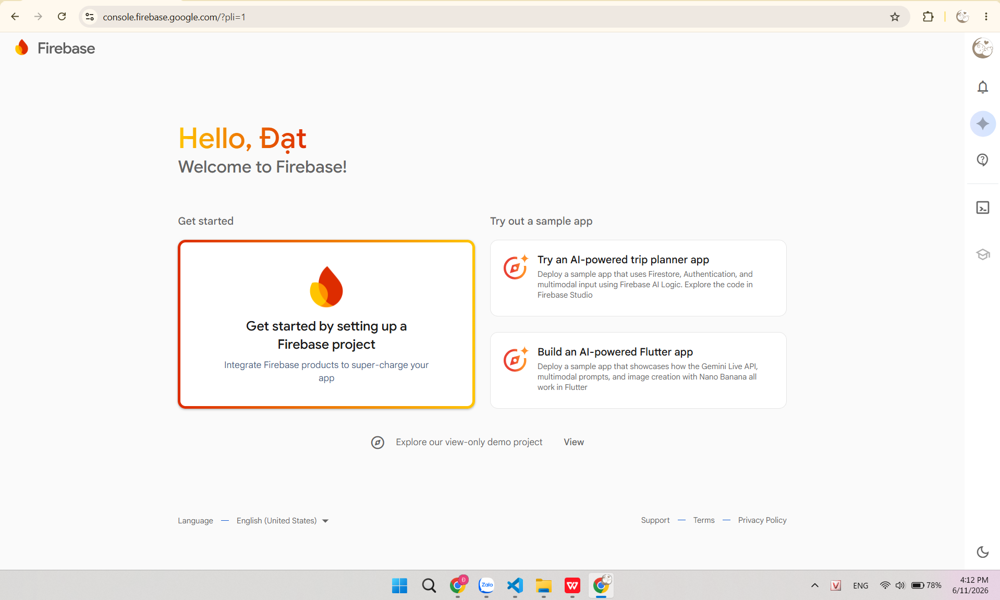 console.firebase.google.com/?pli=1
Firebase
Hello, Đạt
Welcome to Firebase!
Get started
Get started by setting up a
Firebase project
Integrate Firebase products to super-charge your
app
Try out a sample app
Try an AI-powered trip planner app
Deploy a sample app that uses Firestore, Authentication, and
multimodal input using Firebase AI Logic. Explore the code in
Firebase Studio
Build an AI-powered Flutter app
Deploy a sample app that showcases how the Gemini Live API,
multimodal prompts, and image creation with Nano Banana all
work in Flutter
Explore our view-only demo project View
Language — English (United States)
Support — Terms — Privacy Policy
Đ
Zalo
W
V
ENG
78%
4:12 PM
6/11/2026